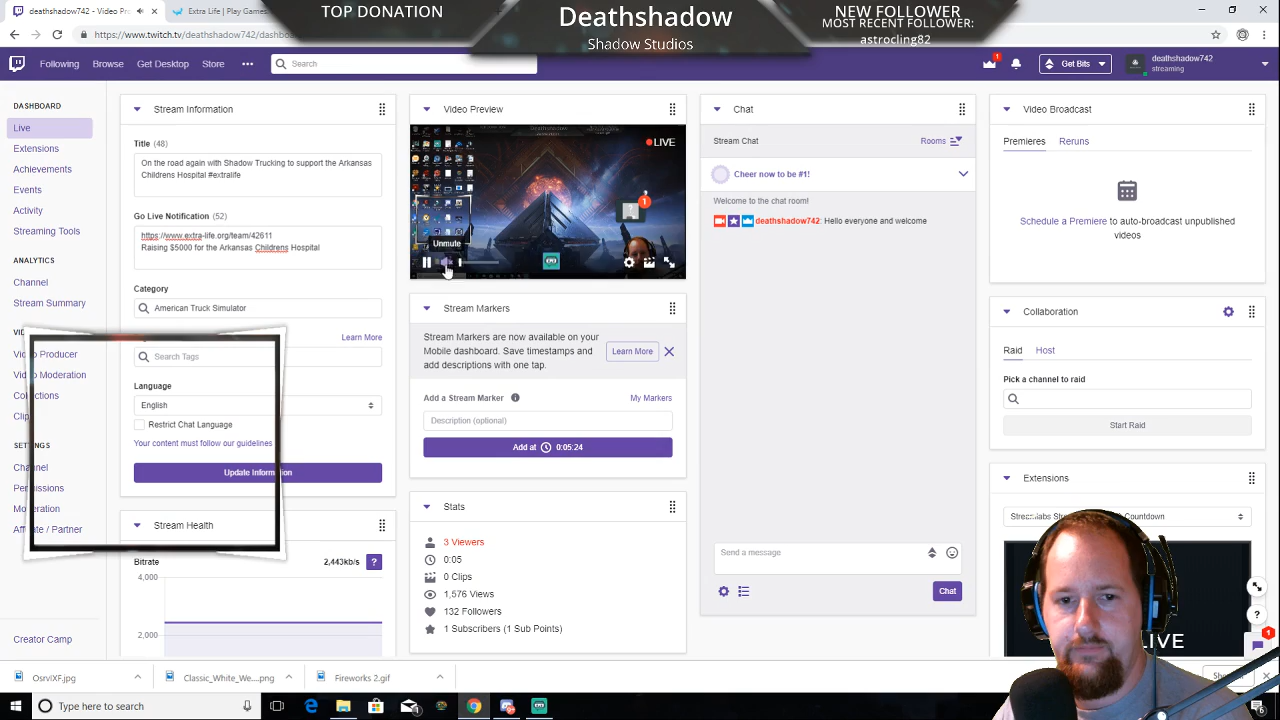 deathshadow742 - Video Pr
Extra Life | Play Games
TOP DONATION
Deathshadow
Shadow Studios
NEW FOLLOWER
MOST RECENT FOLLOWER:
astrocling82
https://www.twitch.tv/deathshadow742/dashbo
Following
Browse
Get Desktop
Store
Search
1
Get Bits
deathshadow742
streaming
DASHBOARD
Live
Extensions
Achievements
Events
Activity
Streaming Tools
ANALYTICS
Channel
Stream Summary
Video Producer
Video Moderation
Collections
Clip
SETTINGS
Channel
Permissions
Moderation
Affiliate / Partner
Creator Camp
Stream Information
Title (48)
On the road again with Shadow Trucking to support the Arkansas
Childrens Hospital #extralife
Go Live Notification (52)
https://www.extra-life.org/team/42611
Raising $5000 for the Arkansas Childrens Hospital
Category
American Truck Simulator
Learn More
Search Tags
Language
English
Restrict Chat Language
Your content must follow our guidelines
Update Information
Stream Health
Bitrate
2,443kb/s
?
4,000
2,000
Video Preview
Deathshadow
LIVE
1
Unmute
Stream Markers
Stream Markers are now available on your
Mobile dashboard. Save timestamps and
add descriptions with one tap.
Learn More
Add a Stream Marker
My Markers
Description (optional)
Add at 0:05:24
Stats
3 Viewers
0:05
0 Clips
1,576 Views
132 Followers
1 Subscribers (1 Sub Points)
Chat
Stream Chat
Rooms
Cheer now to be #1!
Welcome to the chat room!
deathshadow742: Hello everyone and welcome
Send a message
Chat
Video Broadcast
Premieres
Reruns
Schedule a Premiere to auto-broadcast unpublished
videos
Collaboration
Raid
Host
Pick a channel to raid
Start Raid
Extensions
Countdown
LIVE
?
1
OsrviXF.jpg
Classic_White_We....png
Fireworks 2.gif
Type here to search
6